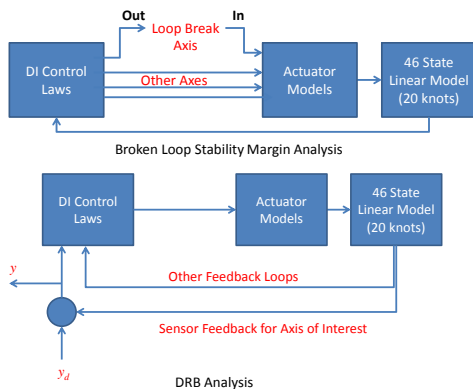 Out
Loop Break
Axis
In
DI Control
Laws
Other Axes
Actuator
Models
46 State
Linear Model
(20 knots)
Broken Loop Stability Margin Analysis
DI Control
Laws
Actuator
Models
46 State
Linear Model
(20 knots)
y
Other Feedback Loops
Sensor Feedback for Axis of Interest
y_d
DRB Analysis